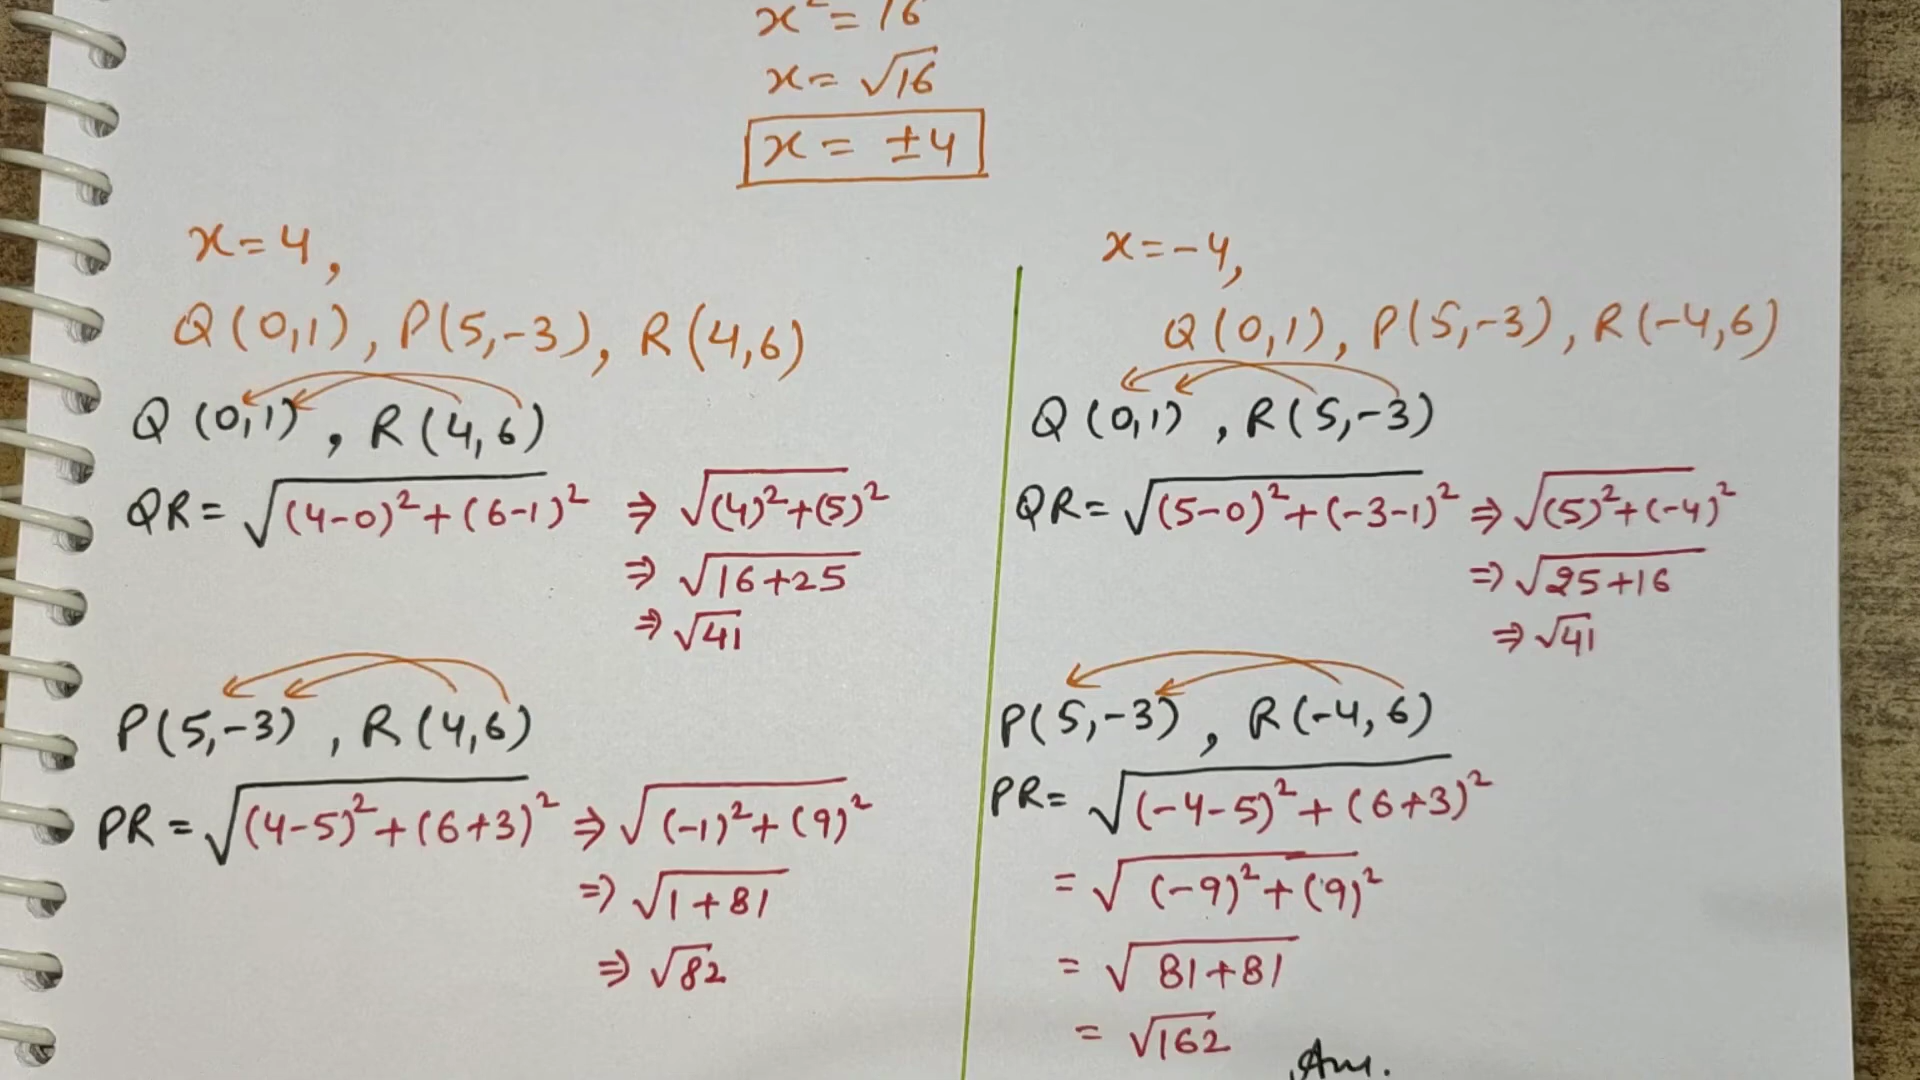 x² = 16
x = √16
x = ±4
x = 4,
Q(0,1), P(5,-3), R(4,6)
Q(0,1), R(4,6)
QR = √(4-0)²+(6-1)² ⇒ √(4)²+(5)²
⇒ √16+25
⇒ √41
P(5,-3), R(4,6)
PR = √(4-5)²+(6+3)² ⇒ √(-1)²+(9)²
⇒ √1+81
⇒ √82
x = -4,
Q(0,1), P(5,-3), R(-4,6)
Q(0,1), R(5,-3)
QR = √(5-0)²+(-3-1)² ⇒ √(5)²+(-4)²
⇒ √25+16
⇒ √41
P(5,-3), R(-4,6)
PR = √(-4-5)²+(6+3)²
= √(-9)²+(9)²
= √81+81
= √162
Ans.